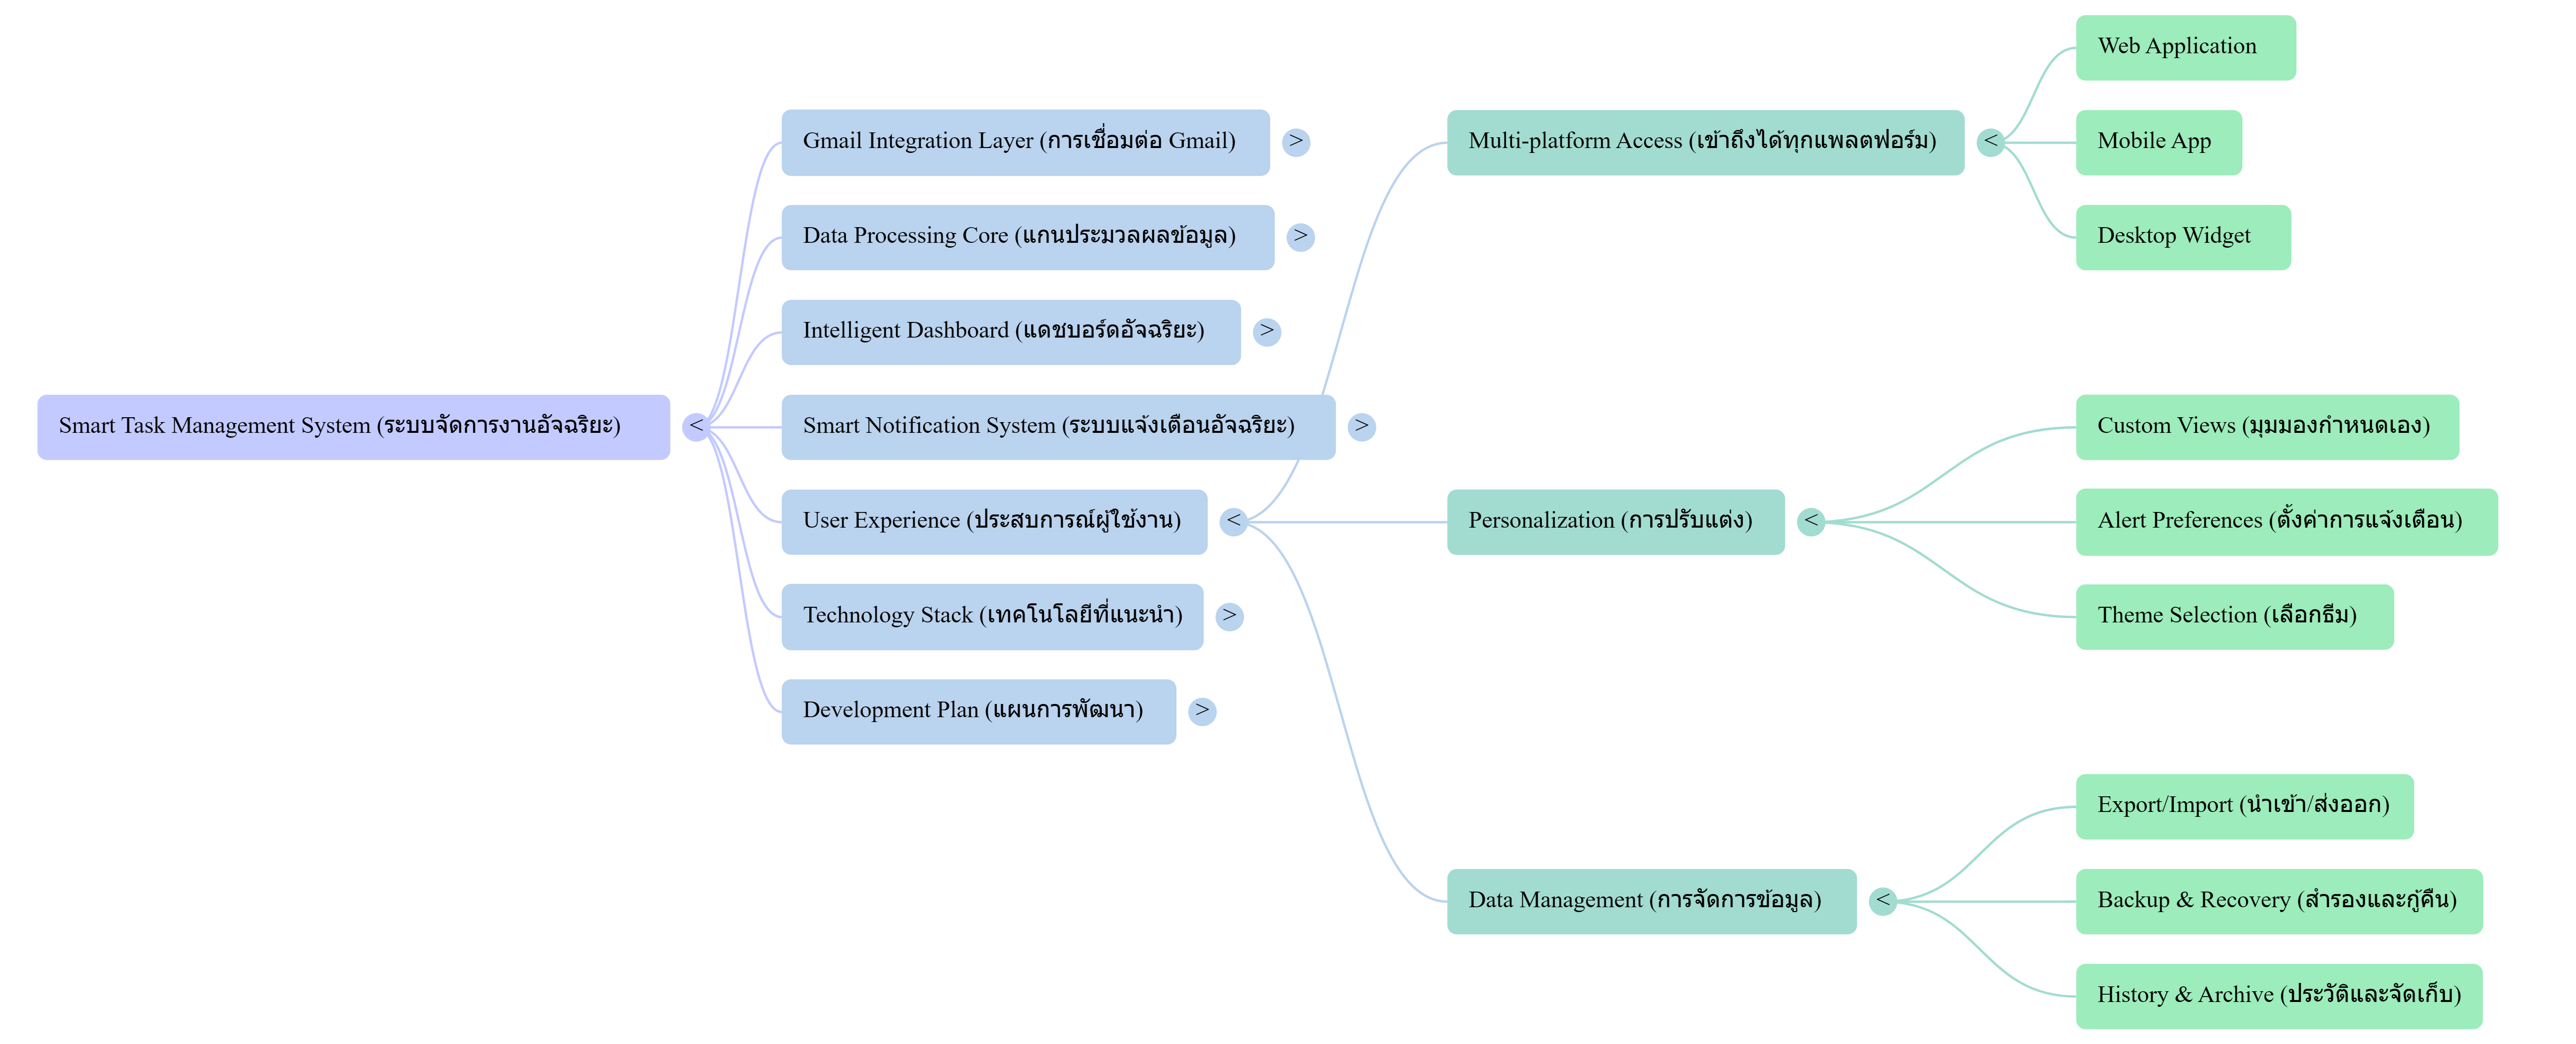 Smart Task Management System (ระบบจัดการงานอัจฉริยะ)
<
Gmail Integration Layer (การเชื่อมต่อ Gmail)
>
Data Processing Core (แกนประมวลผลข้อมูล)
>
Intelligent Dashboard (แดชบอร์ดอัจฉริยะ)
>
Smart Notification System (ระบบแจ้งเตือนอัจฉริยะ)
>
User Experience (ประสบการณ์ผู้ใช้งาน)
<
Technology Stack (เทคโนโลยีที่แนะนำ)
>
Development Plan (แผนการพัฒนา)
>
Multi-platform Access (เข้าถึงได้ทุกแพลตฟอร์ม)
<
Web Application
Mobile App
Desktop Widget
Personalization (การปรับแต่ง)
<
Custom Views (มุมมองกำหนดเอง)
Alert Preferences (ตั้งค่าการแจ้งเตือน)
Theme Selection (เลือกธีม)
Data Management (การจัดการข้อมูล)
<
Export/Import (นำเข้า/ส่งออก)
Backup & Recovery (สำรองและกู้คืน)
History & Archive (ประวัติและจัดเก็บ)